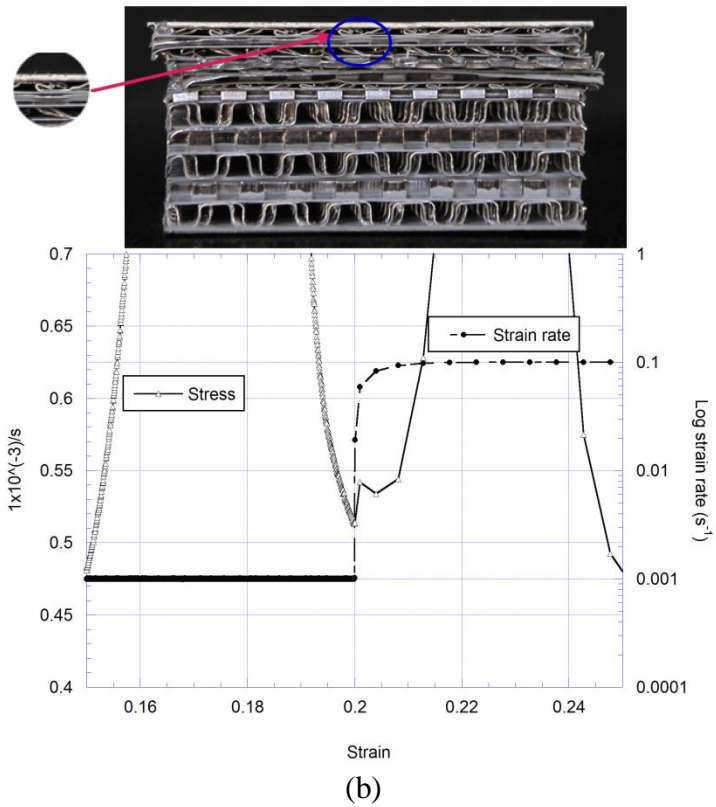 0.7
0.65
0.6
0.55
0.5
0.45
0.4
1x10^(-3)/s
Stress
Strain rate
1
0.1
0.01
0.001
0.0001
Log strain rate (s⁻¹)
0.16
0.18
0.2
0.22
0.24
Strain
(b)